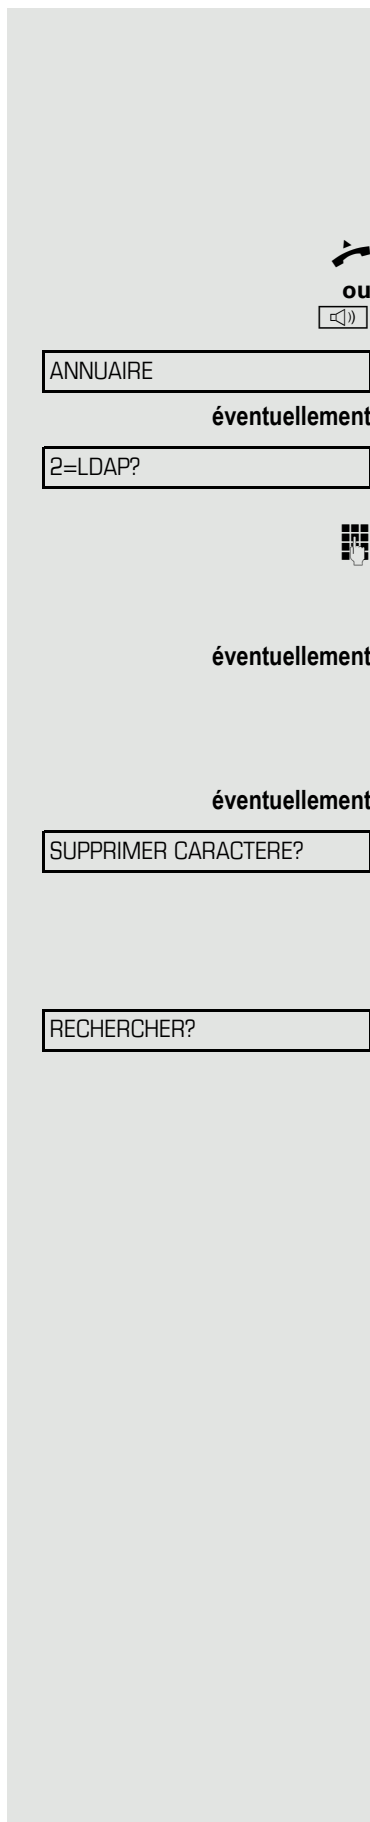 ou
ANNUAIRE
éventuellement
2=LDAP?
éventuellement
éventuellement
SUPPRIMER CARACTERE?
RECHERCHER?